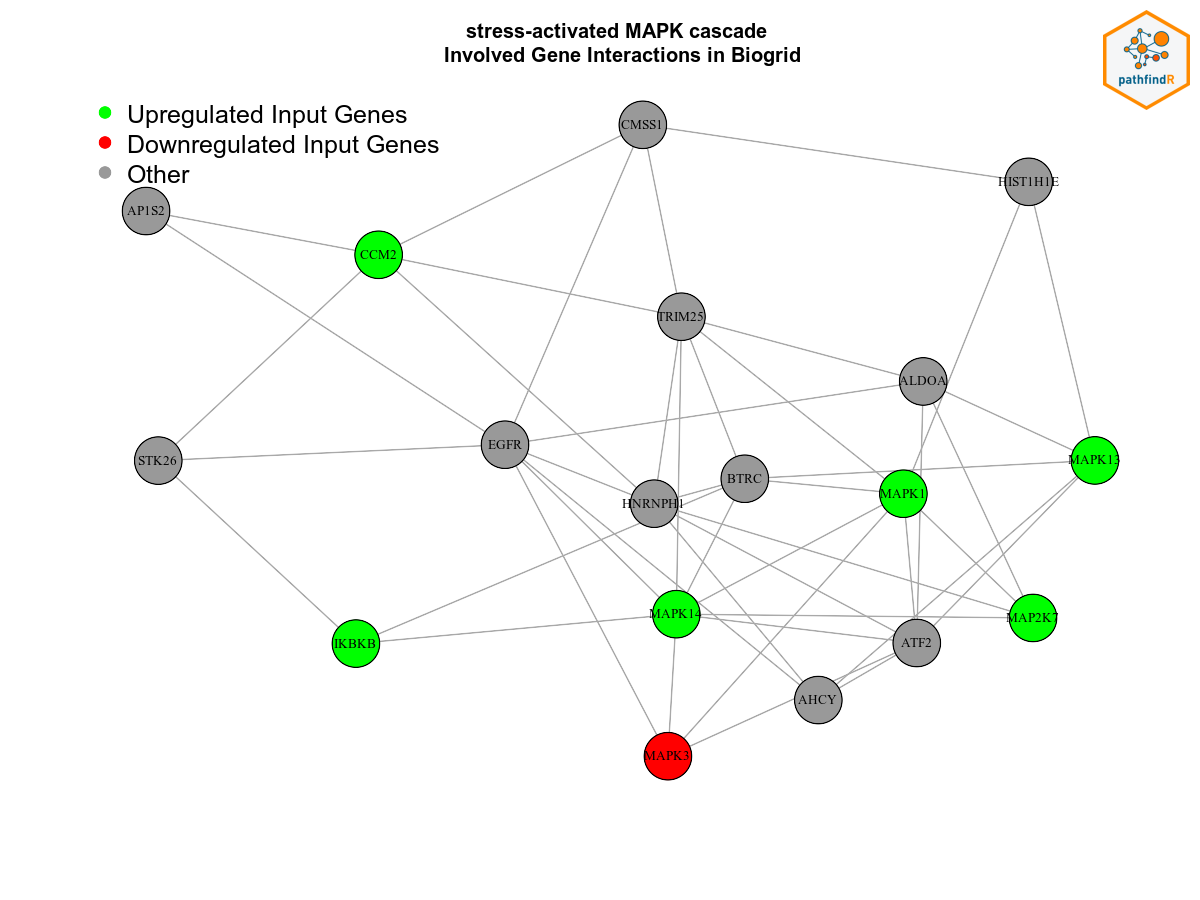 stress-activated MAPK cascade
Involved Gene Interactions in Biogrid
pathfindR
Upregulated Input Genes
Downregulated Input Genes
Other
CMSS1
HIST1H1E
AP1S2
CCM2
TRIM25
ALDOA
EGFR
STK26
MAPK13
BTRC
MAPK1
HNRNPH1
MAPK14
MAP2K7
IKBKB
ATF2
AHCY
MAPK3